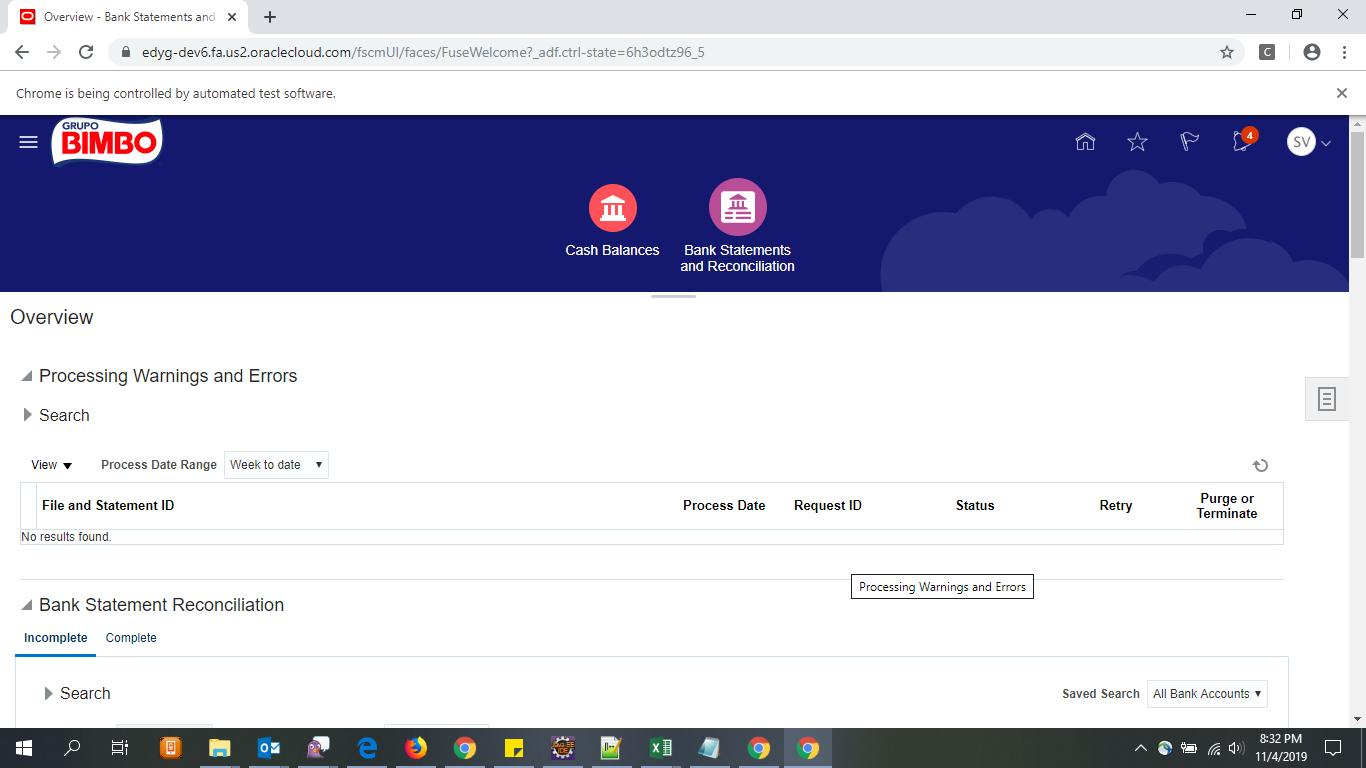 Overview - Bank Statements and
edyg-dev6.fa.us2.oraclecloud.com/fscmUI/faces/FuseWelcome?_adf.ctrl-state=6h3odtz96_5
C
Chrome is being controlled by automated test software.
GRUPO
BIMBO
4
SV
Cash Balances
Bank Statements
and Reconciliation
Overview
Processing Warnings and Errors
Search
View
Process Date Range
Week to date
File and Statement ID
Process Date
Request ID
Status
Retry
Purge or
Terminate
No results found.
Processing Warnings and Errors
Bank Statement Reconciliation
Incomplete
Complete
Search
Saved Search
All Bank Accounts
8:32 PM
11/4/2019